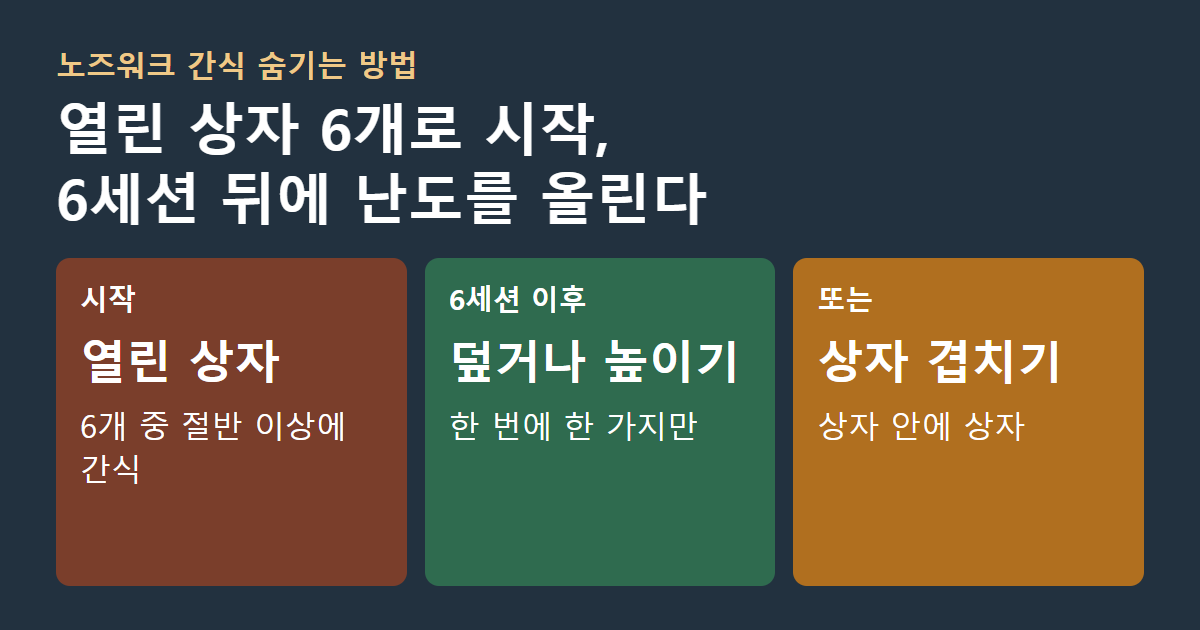 노즈워크 간식 숨기는 방법
열린 상자 6개로 시작,
6세션 뒤에 난도를 올린다
시작
열린 상자
6개 중 절반 이상에
간식
6세션 이후
덮거나 높이기
한 번에 한 가지만
또는
상자 겹치기
상자 안에 상자